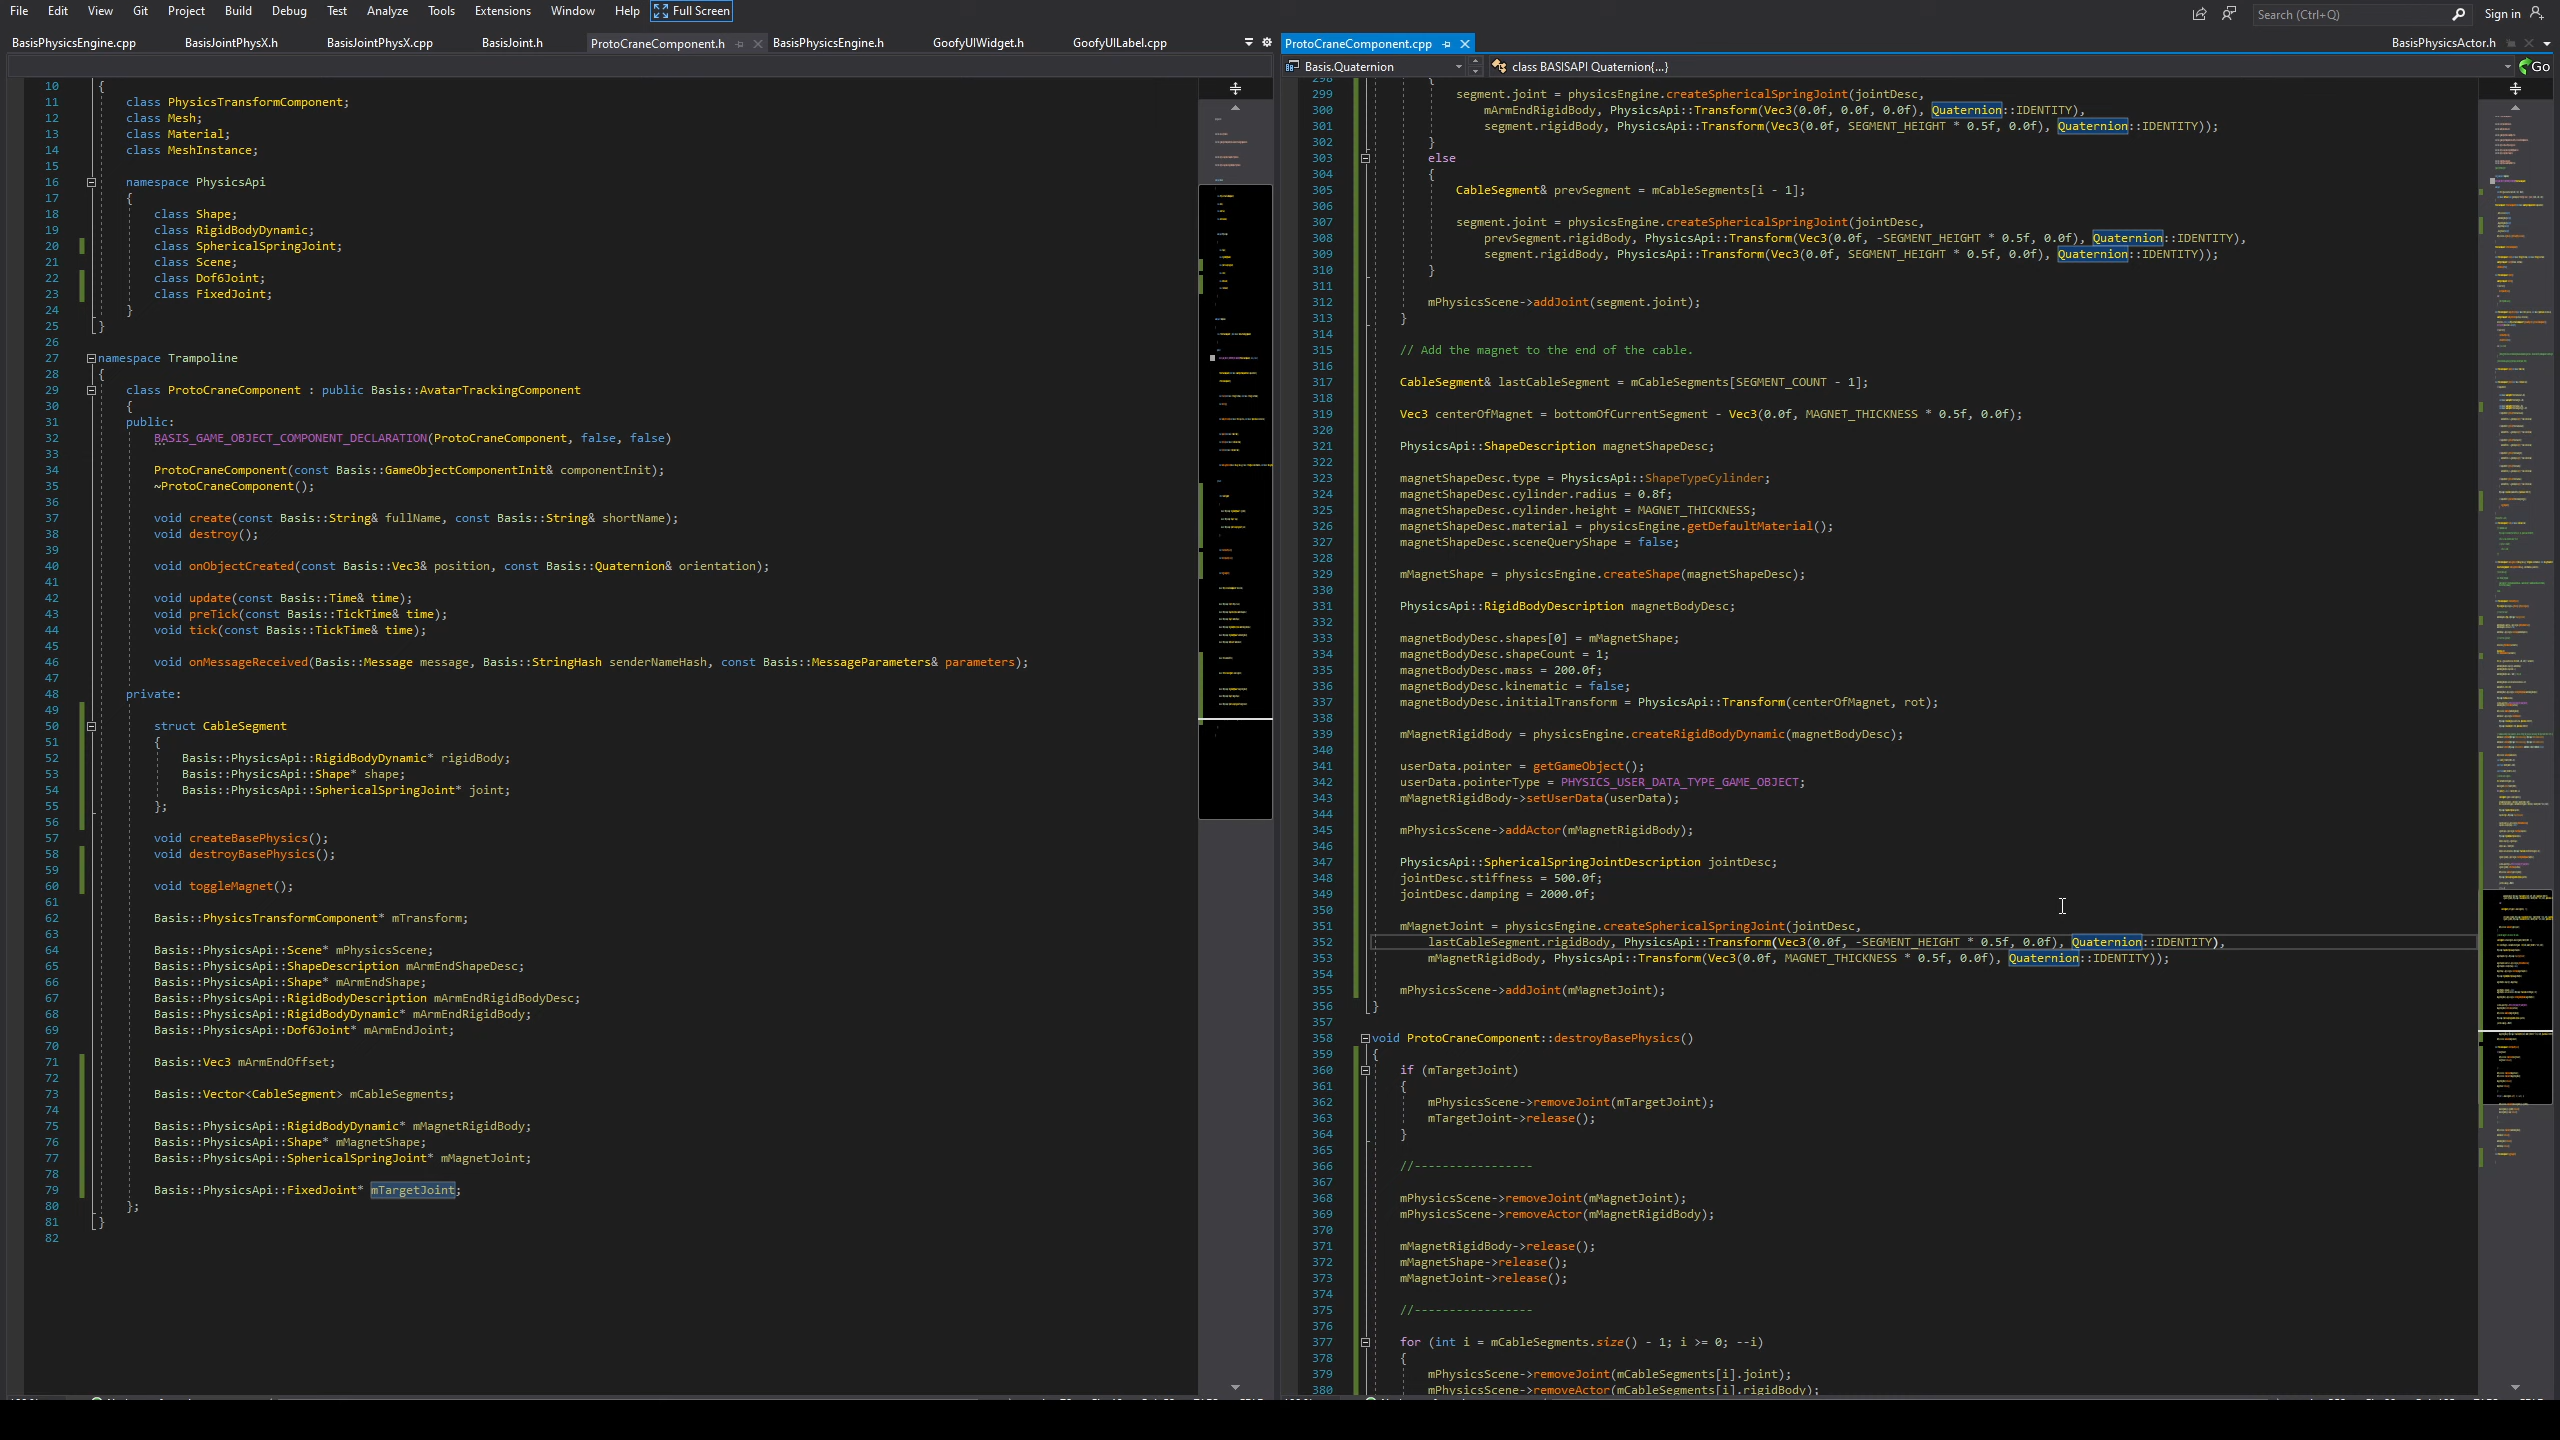 File Edit View Git Project Build Debug Test Analyze Tools Extensions Window Help Full Screen
Search (Ctrl+Q) Sign in
BasisPhysicsEngine.cpp BasisJointPhysX.h BasisJointPhysX.cpp BasisJoint.h ProtoCraneComponent.h BasisPhysicsEngine.h GoofyUIWidget.h GoofyUILabel.cpp
10 {
11 class PhysicsTransformComponent;
12 class Mesh;
13 class Material;
14 class MeshInstance;
15
16 namespace PhysicsApi
17 {
18 class Shape;
19 class RigidBodyDynamic;
20 class SphericalSpringJoint;
21 class Scene;
22 class Dof6Joint;
23 class FixedJoint;
24 }
25 }
26
27 namespace Trampoline
28 {
29 class ProtoCraneComponent : public Basis::AvatarTrackingComponent
30 {
31 public:
32 BASIS_GAME_OBJECT_COMPONENT_DECLARATION(ProtoCraneComponent, false, false)
33
34 ProtoCraneComponent(const Basis::GameObjectComponentInit& componentInit);
35 ~ProtoCraneComponent();
36
37 void create(const Basis::String& fullName, const Basis::String& shortName);
38 void destroy();
39
40 void onObjectCreated(const Basis::Vec3& position, const Basis::Quaternion& orientation);
41
42 void update(const Basis::Time& time);
43 void preTick(const Basis::TickTime& time);
44 void tick(const Basis::TickTime& time);
45
46 void onMessageReceived(Basis::Message message, Basis::StringHash senderNameHash, const Basis::MessageParameters& parameters);
47
48 private:
49
50 struct CableSegment
51 {
52 Basis::PhysicsApi::RigidBodyDynamic* rigidBody;
53 Basis::PhysicsApi::Shape* shape;
54 Basis::PhysicsApi::SphericalSpringJoint* joint;
55 };
56
57 void createBasePhysics();
58 void destroyBasePhysics();
59
60 void toggleMagnet();
61
62 Basis::PhysicsTransformComponent* mTransform;
63
64 Basis::PhysicsApi::Scene* mPhysicsScene;
65 Basis::PhysicsApi::ShapeDescription mArmEndShapeDesc;
66 Basis::PhysicsApi::Shape* mArmEndShape;
67 Basis::PhysicsApi::RigidBodyDescription mArmEndRigidBodyDesc;
68 Basis::PhysicsApi::RigidBodyDynamic* mArmEndRigidBody;
69 Basis::PhysicsApi::Dof6Joint* mArmEndJoint;
70
71 Basis::Vec3 mArmEndOffset;
72
73 Basis::Vector<CableSegment> mCableSegments;
74
75 Basis::PhysicsApi::RigidBodyDynamic* mMagnetRigidBody;
76 Basis::PhysicsApi::Shape* mMagnetShape;
77 Basis::PhysicsApi::SphericalSpringJoint* mMagnetJoint;
78
79 Basis::PhysicsApi::FixedJoint* mTargetJoint;
80 };
81 }
82
ProtoCraneComponent.cpp BasisPhysicsActor.h
Basis.Quaternion class BASISAPI Quaternion{...} Go
298 {
299 segment.joint = physicsEngine.createSphericalSpringJoint(jointDesc,
300 mArmEndRigidBody, PhysicsApi::Transform(Vec3(0.0f, 0.0f, 0.0f), Quaternion::IDENTITY),
301 segment.rigidBody, PhysicsApi::Transform(Vec3(0.0f, SEGMENT_HEIGHT * 0.5f, 0.0f), Quaternion::IDENTITY));
302 }
303 else
304 {
305 CableSegment& prevSegment = mCableSegments[i - 1];
306
307 segment.joint = physicsEngine.createSphericalSpringJoint(jointDesc,
308 prevSegment.rigidBody, PhysicsApi::Transform(Vec3(0.0f, -SEGMENT_HEIGHT * 0.5f, 0.0f), Quaternion::IDENTITY),
309 segment.rigidBody, PhysicsApi::Transform(Vec3(0.0f, SEGMENT_HEIGHT * 0.5f, 0.0f), Quaternion::IDENTITY));
310 }
311
312 mPhysicsScene->addJoint(segment.joint);
313 }
314
315 // Add the magnet to the end of the cable.
316
317 CableSegment& lastCableSegment = mCableSegments[SEGMENT_COUNT - 1];
318
319 Vec3 centerOfMagnet = bottomOfCurrentSegment - Vec3(0.0f, MAGNET_THICKNESS * 0.5f, 0.0f);
320
321 PhysicsApi::ShapeDescription magnetShapeDesc;
322
323 magnetShapeDesc.type = PhysicsApi::ShapeTypeCylinder;
324 magnetShapeDesc.cylinder.radius = 0.8f;
325 magnetShapeDesc.cylinder.height = MAGNET_THICKNESS;
326 magnetShapeDesc.material = physicsEngine.getDefaultMaterial();
327 magnetShapeDesc.sceneQueryShape = false;
328
329 mMagnetShape = physicsEngine.createShape(magnetShapeDesc);
330
331 PhysicsApi::RigidBodyDescription magnetBodyDesc;
332
333 magnetBodyDesc.shapes[0] = mMagnetShape;
334 magnetBodyDesc.shapeCount = 1;
335 magnetBodyDesc.mass = 200.0f;
336 magnetBodyDesc.kinematic = false;
337 magnetBodyDesc.initialTransform = PhysicsApi::Transform(centerOfMagnet, rot);
338
339 mMagnetRigidBody = physicsEngine.createRigidBodyDynamic(magnetBodyDesc);
340
341 userData.pointer = getGameObject();
342 userData.pointerType = PHYSICS_USER_DATA_TYPE_GAME_OBJECT;
343 mMagnetRigidBody->setUserData(userData);
344
345 mPhysicsScene->addActor(mMagnetRigidBody);
346
347 PhysicsApi::SphericalSpringJointDescription jointDesc;
348 jointDesc.stiffness = 500.0f;
349 jointDesc.damping = 2000.0f;
350
351 mMagnetJoint = physicsEngine.createSphericalSpringJoint(jointDesc,
352 lastCableSegment.rigidBody, PhysicsApi::Transform(Vec3(0.0f, -SEGMENT_HEIGHT * 0.5f, 0.0f), Quaternion::IDENTITY),
353 mMagnetRigidBody, PhysicsApi::Transform(Vec3(0.0f, MAGNET_THICKNESS * 0.5f, 0.0f), Quaternion::IDENTITY));
354
355 mPhysicsScene->addJoint(mMagnetJoint);
356 }
357
358 void ProtoCraneComponent::destroyBasePhysics()
359 {
360 if (mTargetJoint)
361 {
362 mPhysicsScene->removeJoint(mTargetJoint);
363 mTargetJoint->release();
364 }
365
366 //-----------------
367
368 mPhysicsScene->removeJoint(mMagnetJoint);
369 mPhysicsScene->removeActor(mMagnetRigidBody);
370
371 mMagnetRigidBody->release();
372 mMagnetShape->release();
373 mMagnetJoint->release();
374
375 //-----------------
376
377 for (int i = mCableSegments.size() - 1; i >= 0; --i)
378 {
379 mPhysicsScene->removeJoint(mCableSegments[i].joint);
380 mPhysicsScene->removeActor(mCableSegments[i].rigidBody);